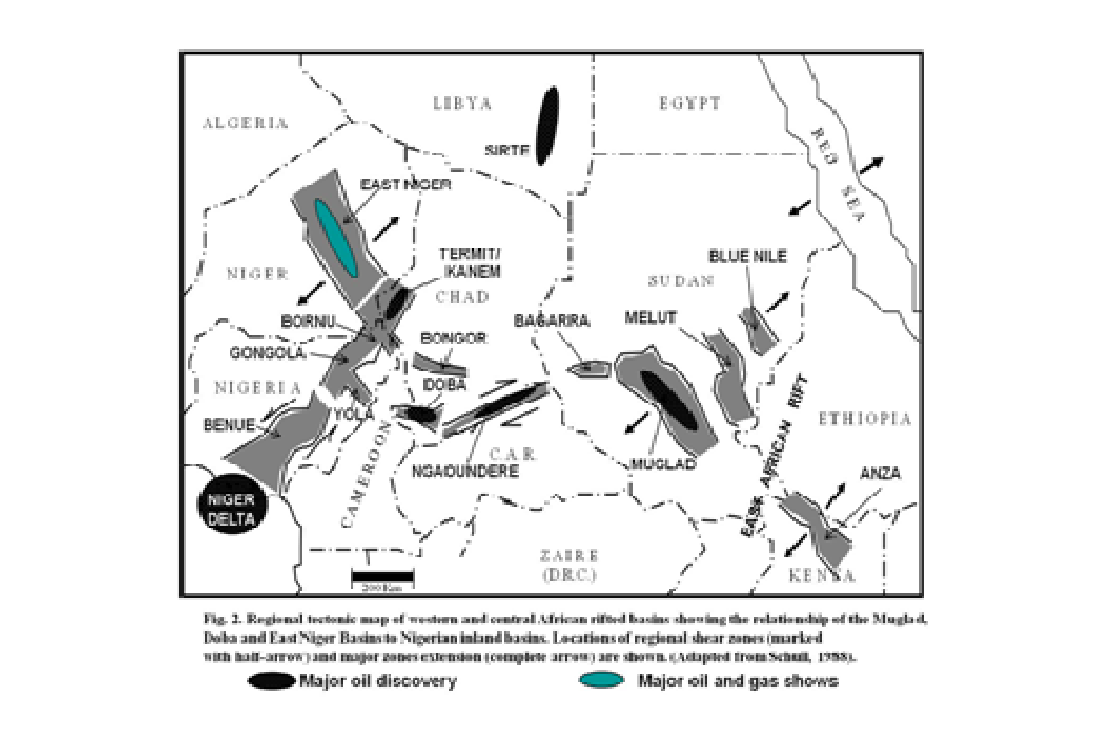 LIBYA
EGYPT
ALGERIA
RED SEA
SIRTE
EAST NIGER
BLUE NILE
TERMIT/
KANEM
NIGER
SUDAN
CHAD
BORNU
BAGARIRA
MELUT
BONGOR
GONGOLA
DOBA
NIGERIA
YOLA
BENUE
ETHIOPIA
EAST AFRICAN RIFT
C.A.R.
NGAOUNDERE
MUGLAD
ANZA
CAMEROON
NIGER
DELTA
ZAIRE
(DRC.)
KENYA
200 Km
Fig. 2. Regional tectonic map of western and central African rifted basins showing the relationship of the Muglad,
Doba and East Niger Basins to Nigerian inland basins. Locations of regional shear zones (marked
with half-arrow) and major zones extension (complete arrow) are shown. (Adapted from Schull, 1988).
Major oil discovery
Major oil and gas shows